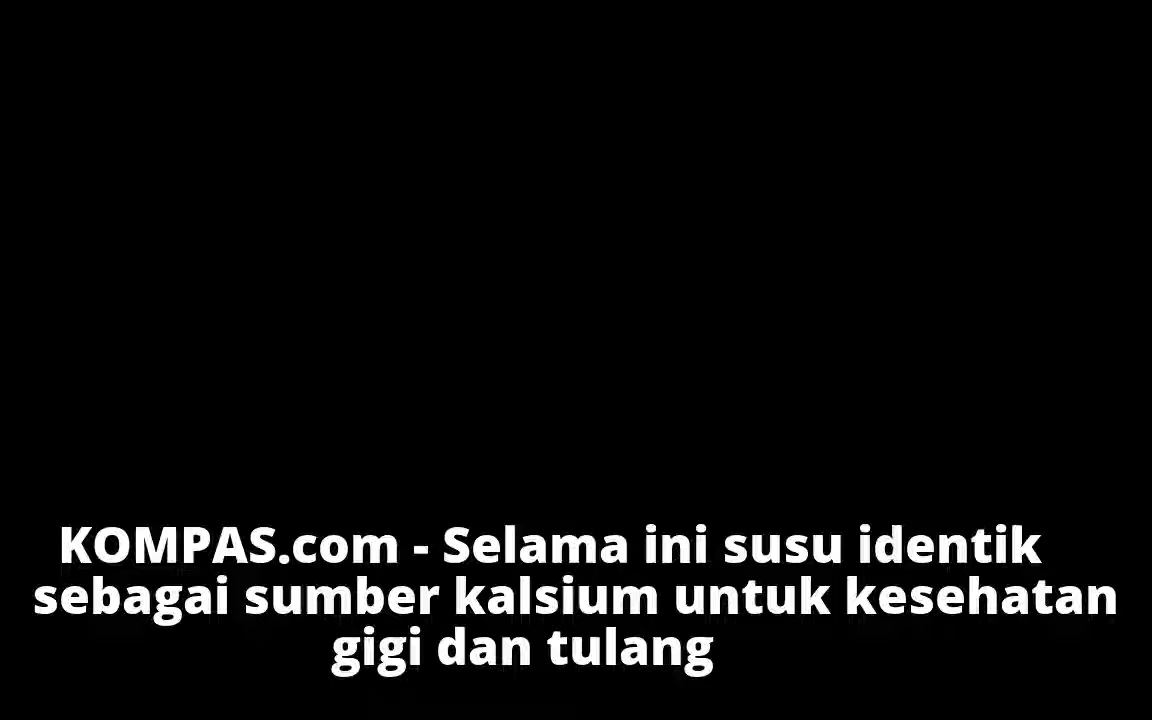 KOMPAS.com - Selama ini susu identik
sebagai sumber kalsium untuk kesehatan
gigi dan tulang